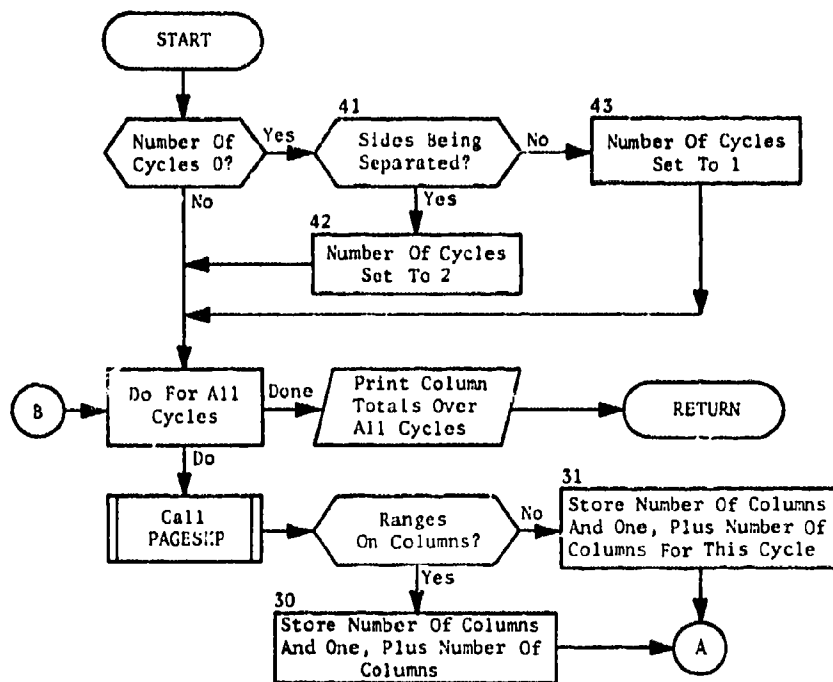 START
41
43
Number Of
Cycles 0?
Yes
Sides Being
Separated?
No
Number Of Cycles
Set To 1
No
Yes
42
Number Of Cycles
Set To 2
B
Do For All
Cycles
Done
Print Column
Totals Over
All Cycles
RETURN
Do
31
Call
PAGESKP
Ranges
On Columns?
No
Store Number Of Columns
And One, Plus Number Of
Columns For This Cycle
Yes
30
Store Number Of Columns
And One, Plus Number Of
Columns
A